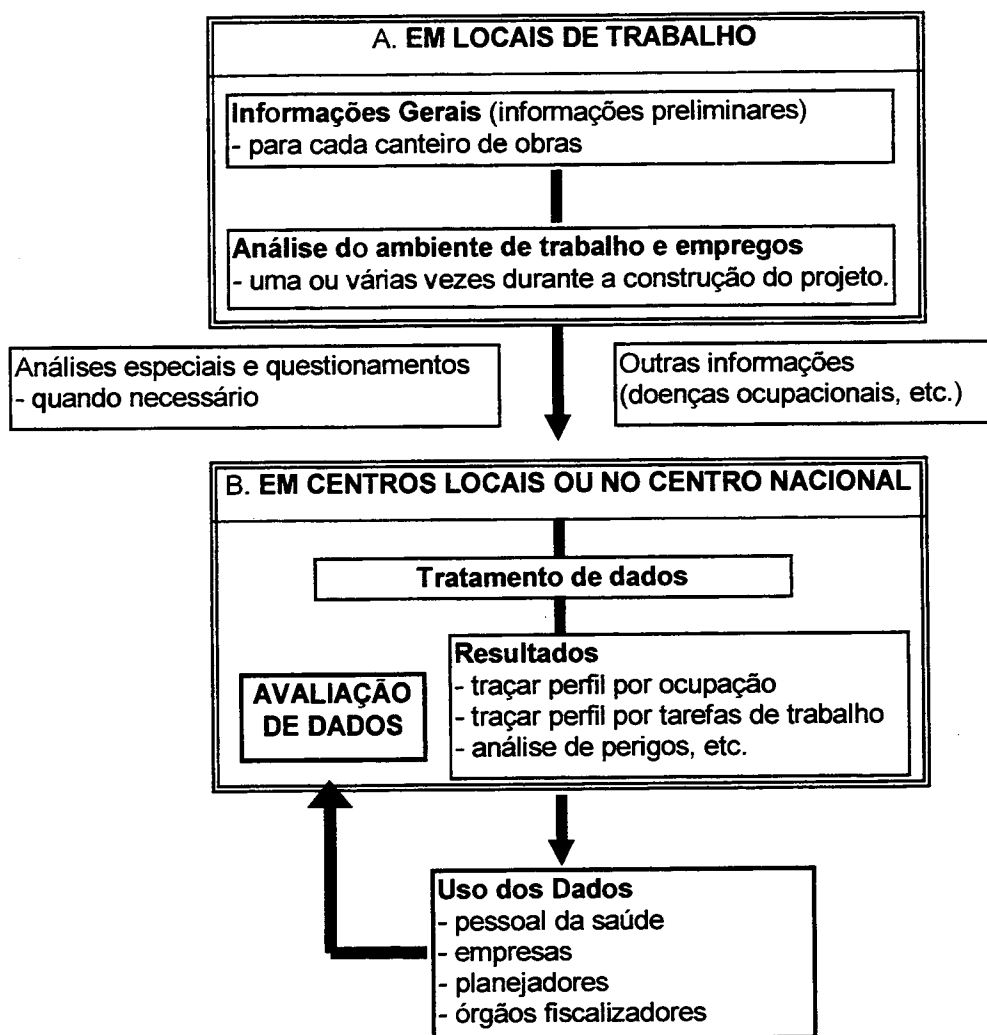 A. EM LOCAIS DE TRABALHO
Informações Gerais (informações preliminares)
- para cada canteiro de obras
Análise do ambiente de trabalho e empregos
- uma ou várias vezes durante a construção do projeto.
Análises especiais e questionamentos
- quando necessário
Outras informações
(doenças ocupacionais, etc.)
B. EM CENTROS LOCAIS OU NO CENTRO NACIONAL
Tratamento de dados
AVALIAÇÃO
DE DADOS
Resultados
- traçar perfil por ocupação
- traçar perfil por tarefas de trabalho
- análise de perigos, etc.
Uso dos Dados
- pessoal da saúde
- empresas
- planejadores
- órgãos fiscalizadores